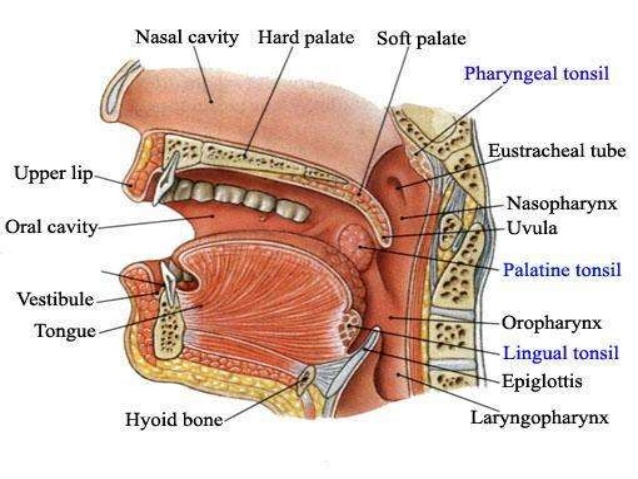 Nasal cavity
Hard palate
Soft palate
Pharyngeal tonsil
Eustracheal tube
Upper lip
Nasopharynx
Oral cavity
Uvula
Palatine tonsil
Vestibule
Tongue
Oropharynx
Lingual tonsil
Epiglottis
Hyoid bone
Laryngopharynx